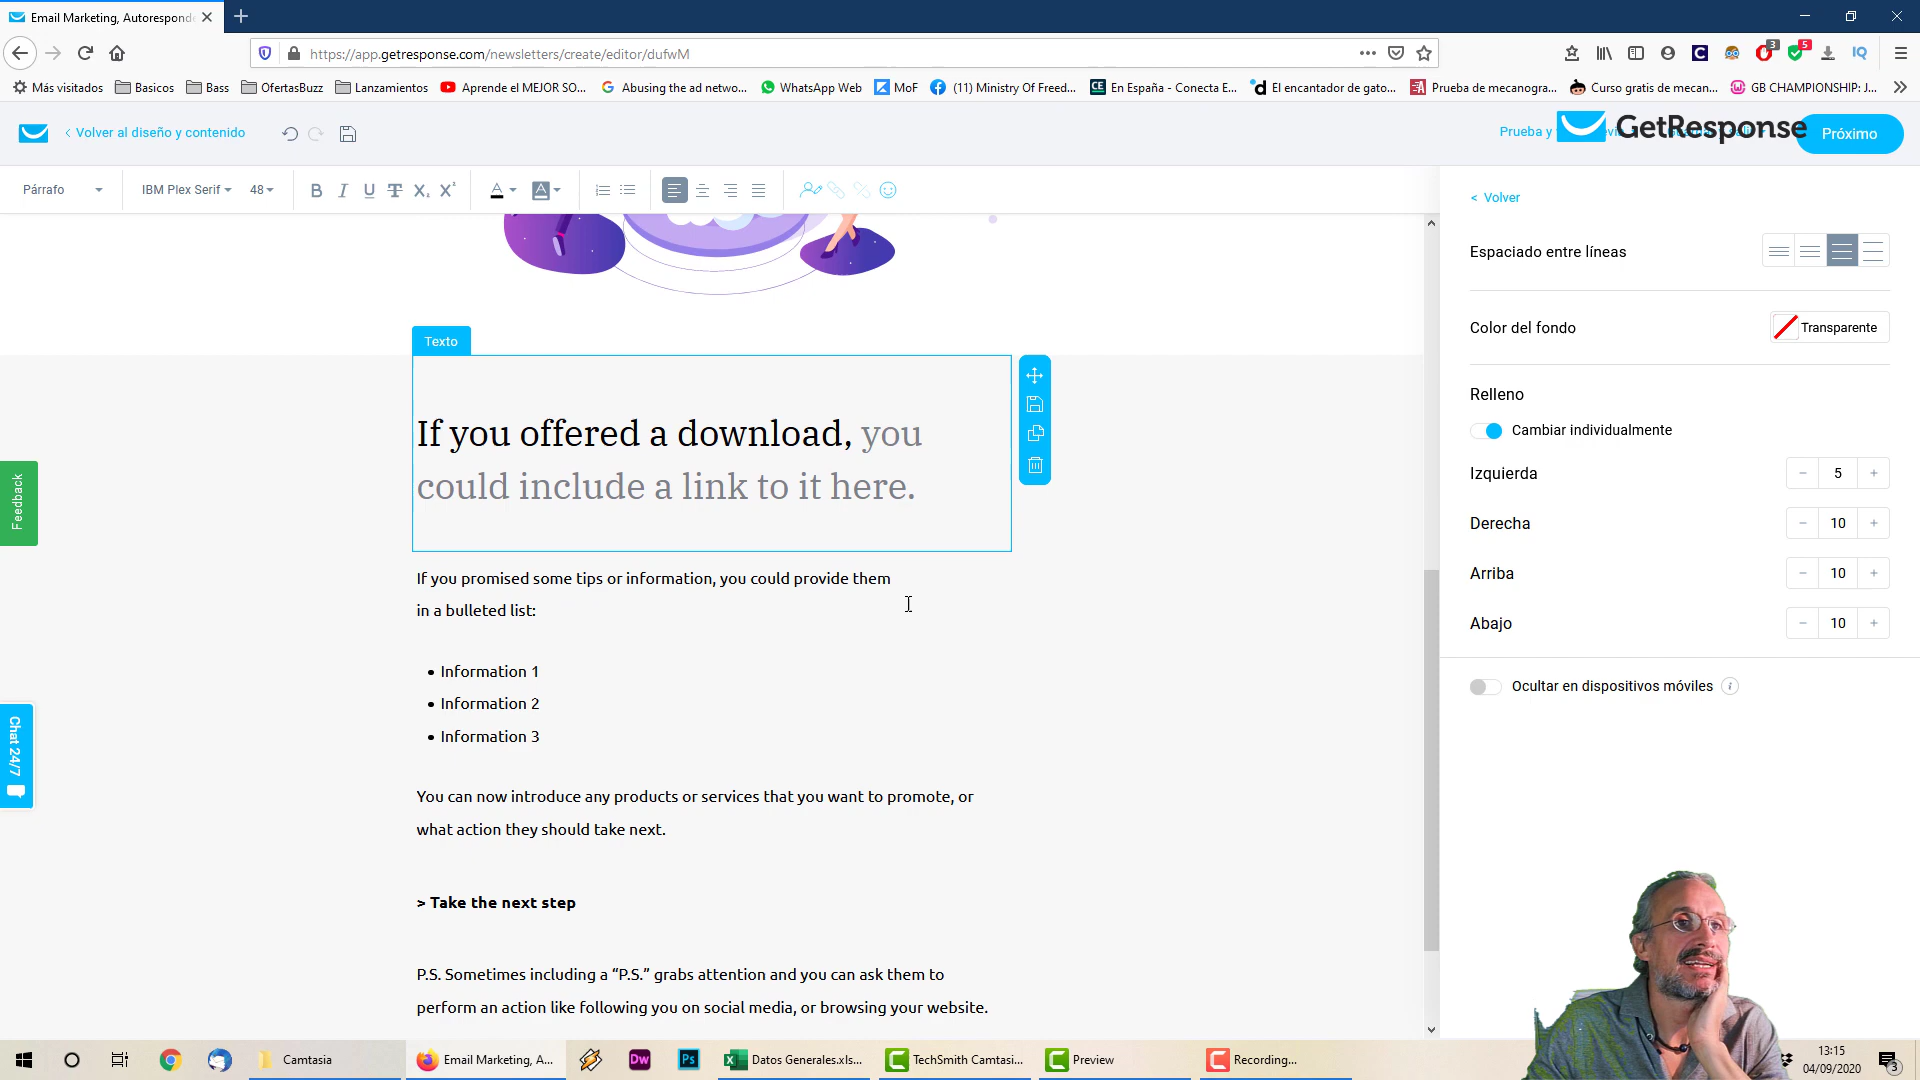 Email Marketing, Autoresponde
https://app.getresponse.com/newsletters/create/editor/dufwM
3
5
IQ
Más visitados
Basicos
Bass
OfertasBuzz
Lanzamientos
Aprende el MEJOR SO...
Abusing the ad netwo...
WhatsApp Web
MoF
(11) Ministry Of Freed...
En España - Conecta E...
El encantador de gato...
Prueba de mecanogra...
Curso gratis de mecan...
GB CHAMPIONSHIP: J...
Volver al diseño y contenido
Prueba y
GetResponse
Próximo
Párrafo
IBM Plex Serif
48
< Volver
Espaciado entre líneas
Color del fondo
Transparente
Relleno
Cambiar individualmente
Izquierda
5
Derecha
10
Arriba
10
Abajo
10
Ocultar en dispositivos móviles
Texto
If you offered a download, you
could include a link to it here.
If you promised some tips or information, you could provide them
in a bulleted list:
• Information 1
• Information 2
• Information 3
You can now introduce any products or services that you want to promote, or
what action they should take next.
> Take the next step
P.S. Sometimes including a “P.S.” grabs attention and you can ask them to
perform an action like following you on social media, or browsing your website.
Feedback
Chat 24/7
Camtasia
Email Marketing, A...
Dw
Ps
Datos Generales.xls...
TechSmith Camtasi...
Preview
Recording...
13:15
04/09/2020
3